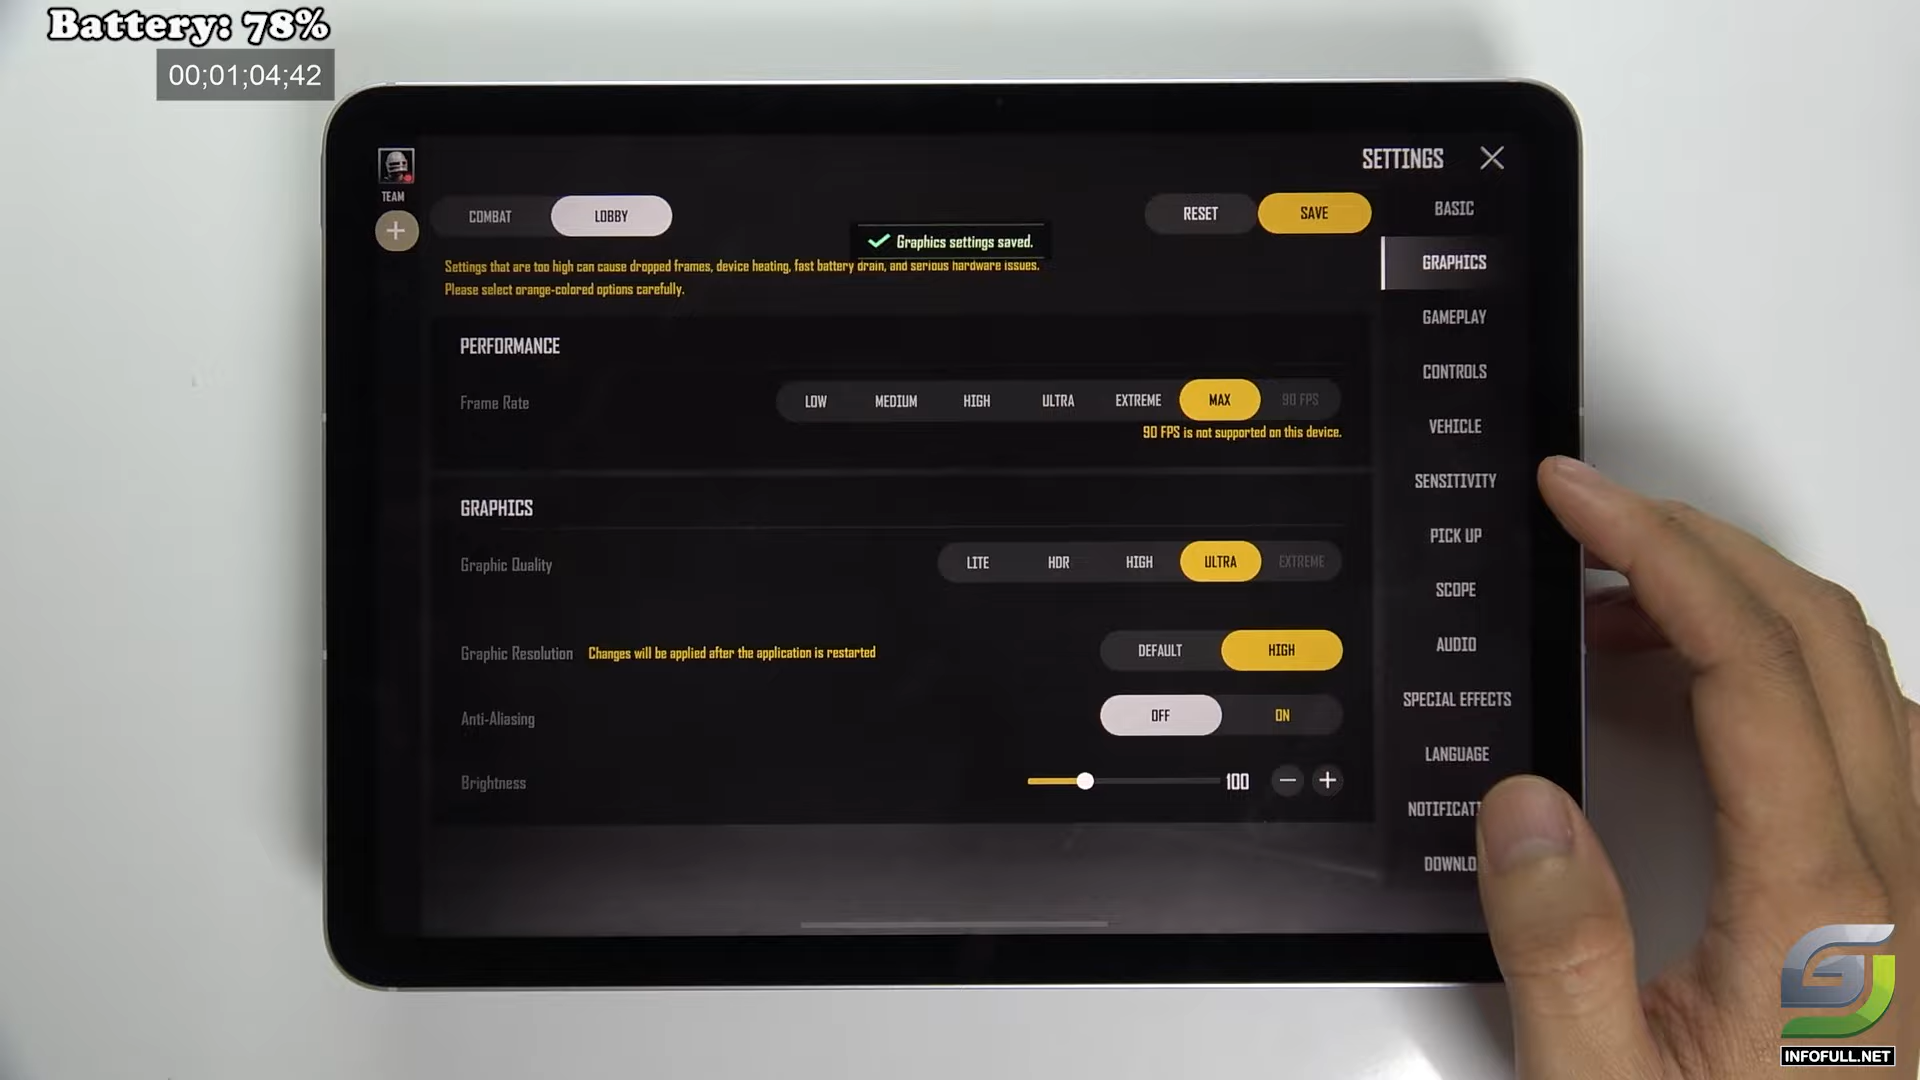 Battery: 78%
00;01;04;42
SETTINGS
TEAM
COMBAT
LOBBY
RESET
SAVE
Graphics settings saved.
Settings that are too high can cause dropped frames, device heating, fast battery drain, and serious hardware issues.
Please select orange-colored options carefully.
PERFORMANCE
Frame Rate
LOW
MEDIUM
HIGH
ULTRA
EXTREME
MAX
90 FPS
90 FPS is not supported on this device.
GRAPHICS
Graphic Quality
LITE
HDR
HIGH
ULTRA
EXTREME
Graphic Resolution
Changes will be applied after the application is restarted
DEFAULT
HIGH
Anti-Aliasing
OFF
ON
Brightness
100
BASIC
GRAPHICS
GAMEPLAY
CONTROLS
VEHICLE
SENSITIVITY
PICK UP
SCOPE
AUDIO
SPECIAL EFFECTS
LANGUAGE
NOTIFICAT
DOWNLO
INFOFULL.NET